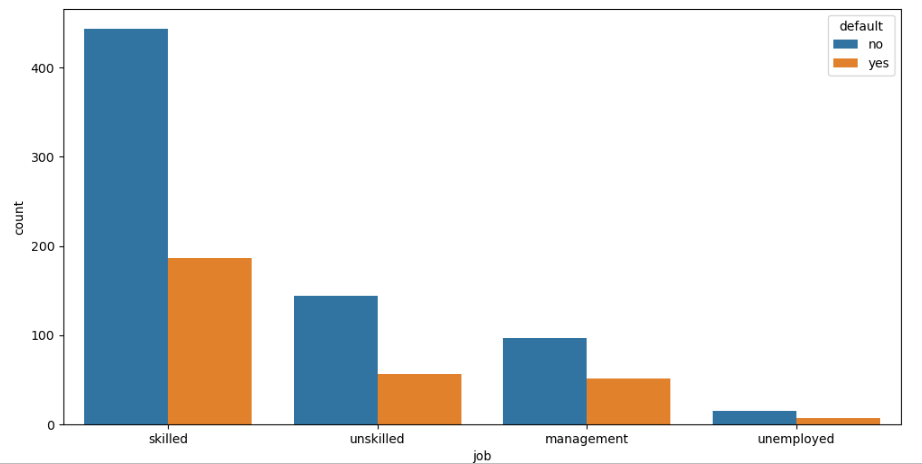 default
no
yes
400
300
200
100
0
count
skilled unskilled management unemployed
job